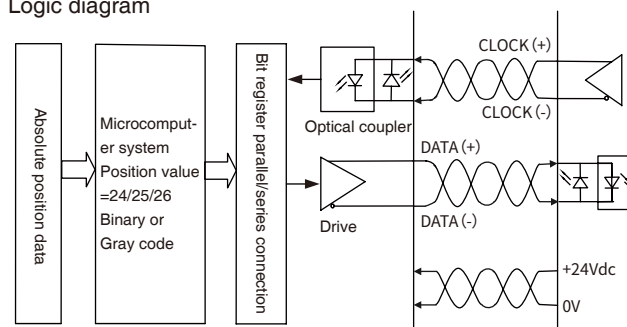 Logic diagram
Absolute position data
Microcomput-
er system
Position value
=24/25/26
Binary or
Gray code
Bit register parallel/series connection
Optical coupler
Drive
CLOCK (+)
CLOCK (-)
DATA (+)
DATA (-)
+24Vdc
0V